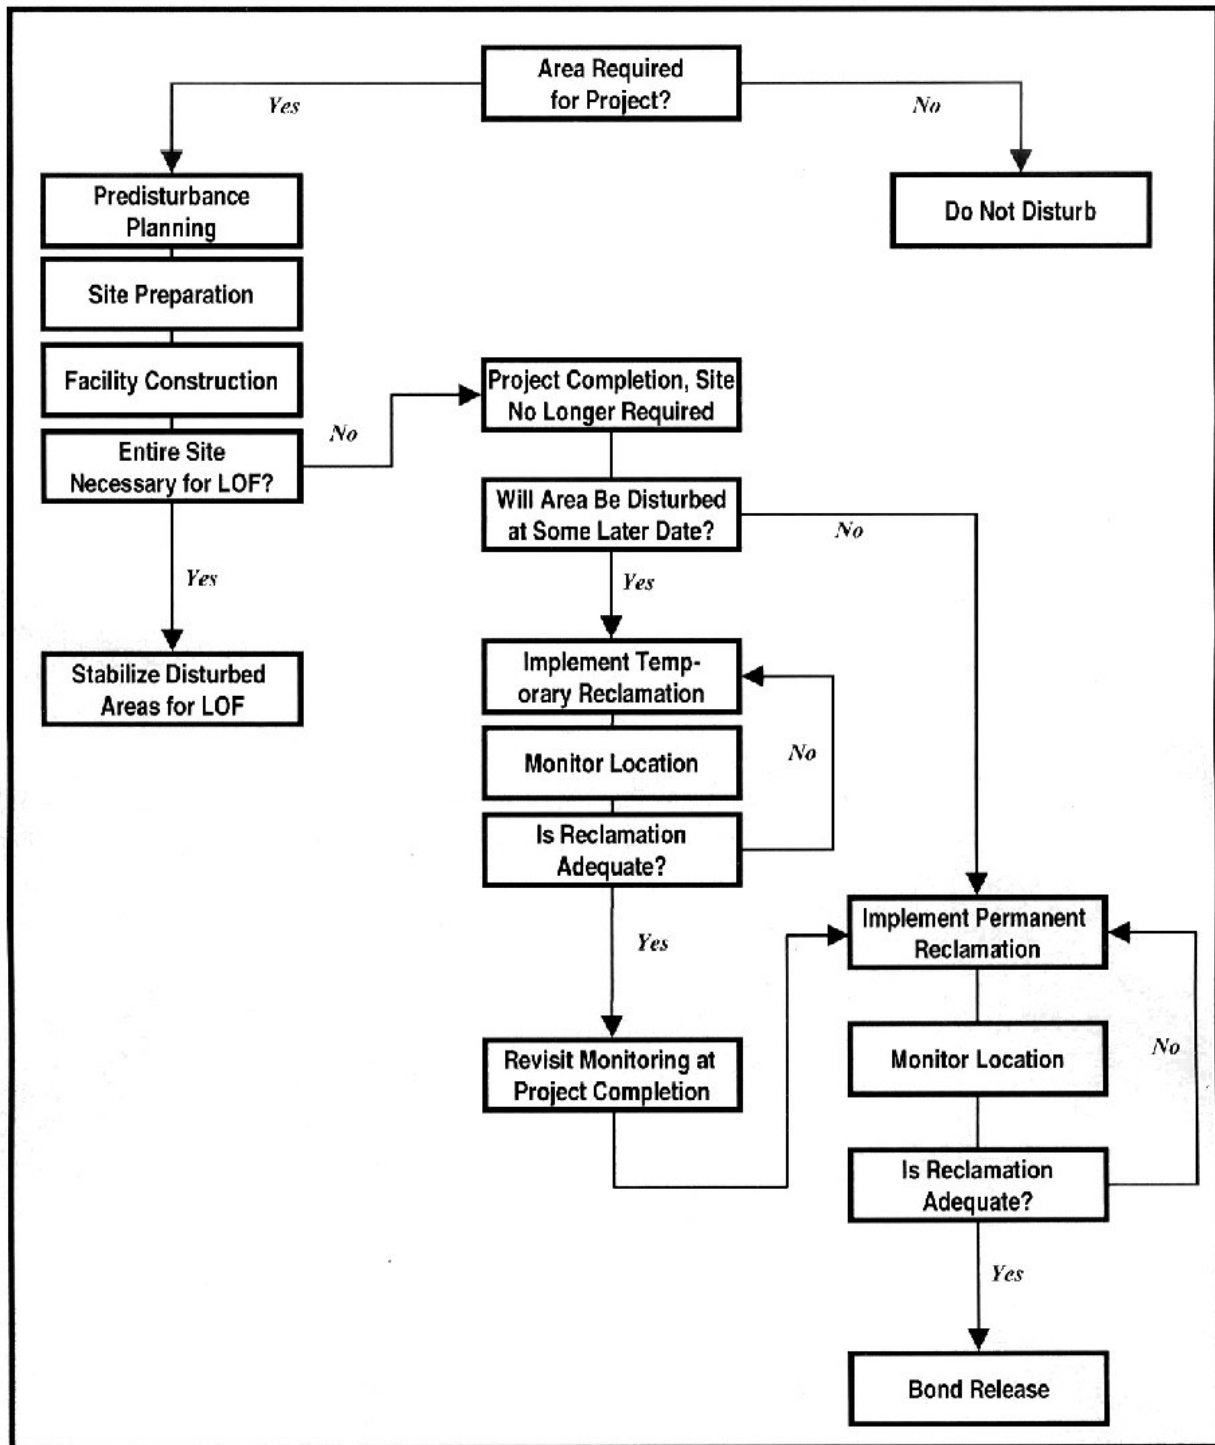 Area Required
for Project?
Yes
No
Predisturbance
Planning
Do Not Disturb
Site Preparation
Facility Construction
Project Completion, Site
No Longer Required
No
Entire Site
Necessary for LOF?
Will Area Be Disturbed
at Some Later Date?
No
Yes
Yes
Implement Temp-
orary Reclamation
Stabilize Disturbed
Areas for LOF
Monitor Location
No
Is Reclamation
Adequate?
Implement Permanent
Reclamation
Yes
Revisit Monitoring at
Project Completion
Monitor Location
No
Is Reclamation
Adequate?
Yes
Bond Release